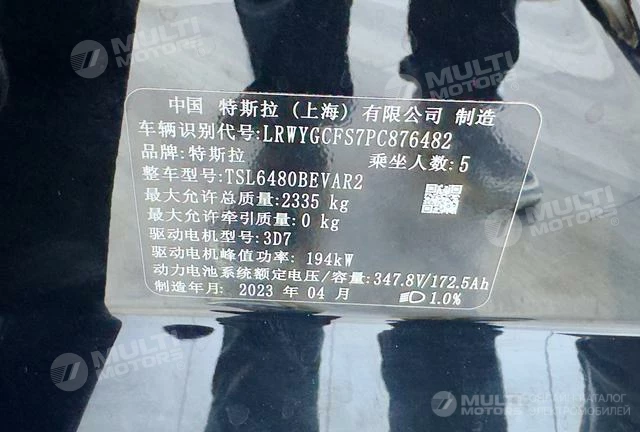 MULTI
MOTORS
MULTI
MOTORS
中国 特斯拉 (上海) 有限公司 制造
车辆识别代号:LRWYGCFS7PC876482
品牌:特斯拉 乘坐人数:5
整车型号:TSL6480BEVAR2
最大允许总质量:2335 kg
最大允许牵引质量:0 kg
驱动电机型号:3D7
驱动电机峰值功率: 194kW
动力电池系统额定电压/容量:347.8V/172.5Ah
制造年月: 2023 年 04 月 1.0%
MULTI
MOTORS
MULTI
MOTORS
MULTI
MOTORS
ОНЛАЙН-КАТАЛОГ
ЭЛЕКТРОМОБИЛЕЙ